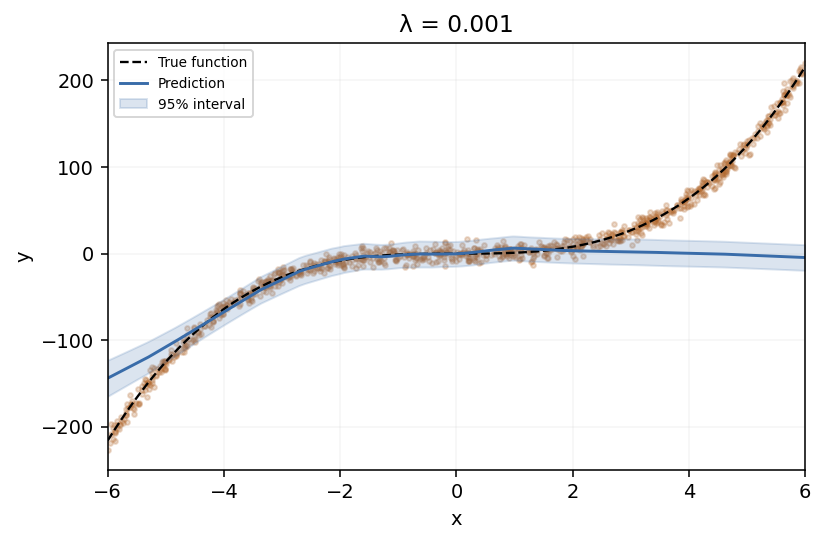 λ = 0.001
True function
Prediction
95% interval
200
100
0
−100
−200
y
−6 −4 −2 0 2 4 6
x